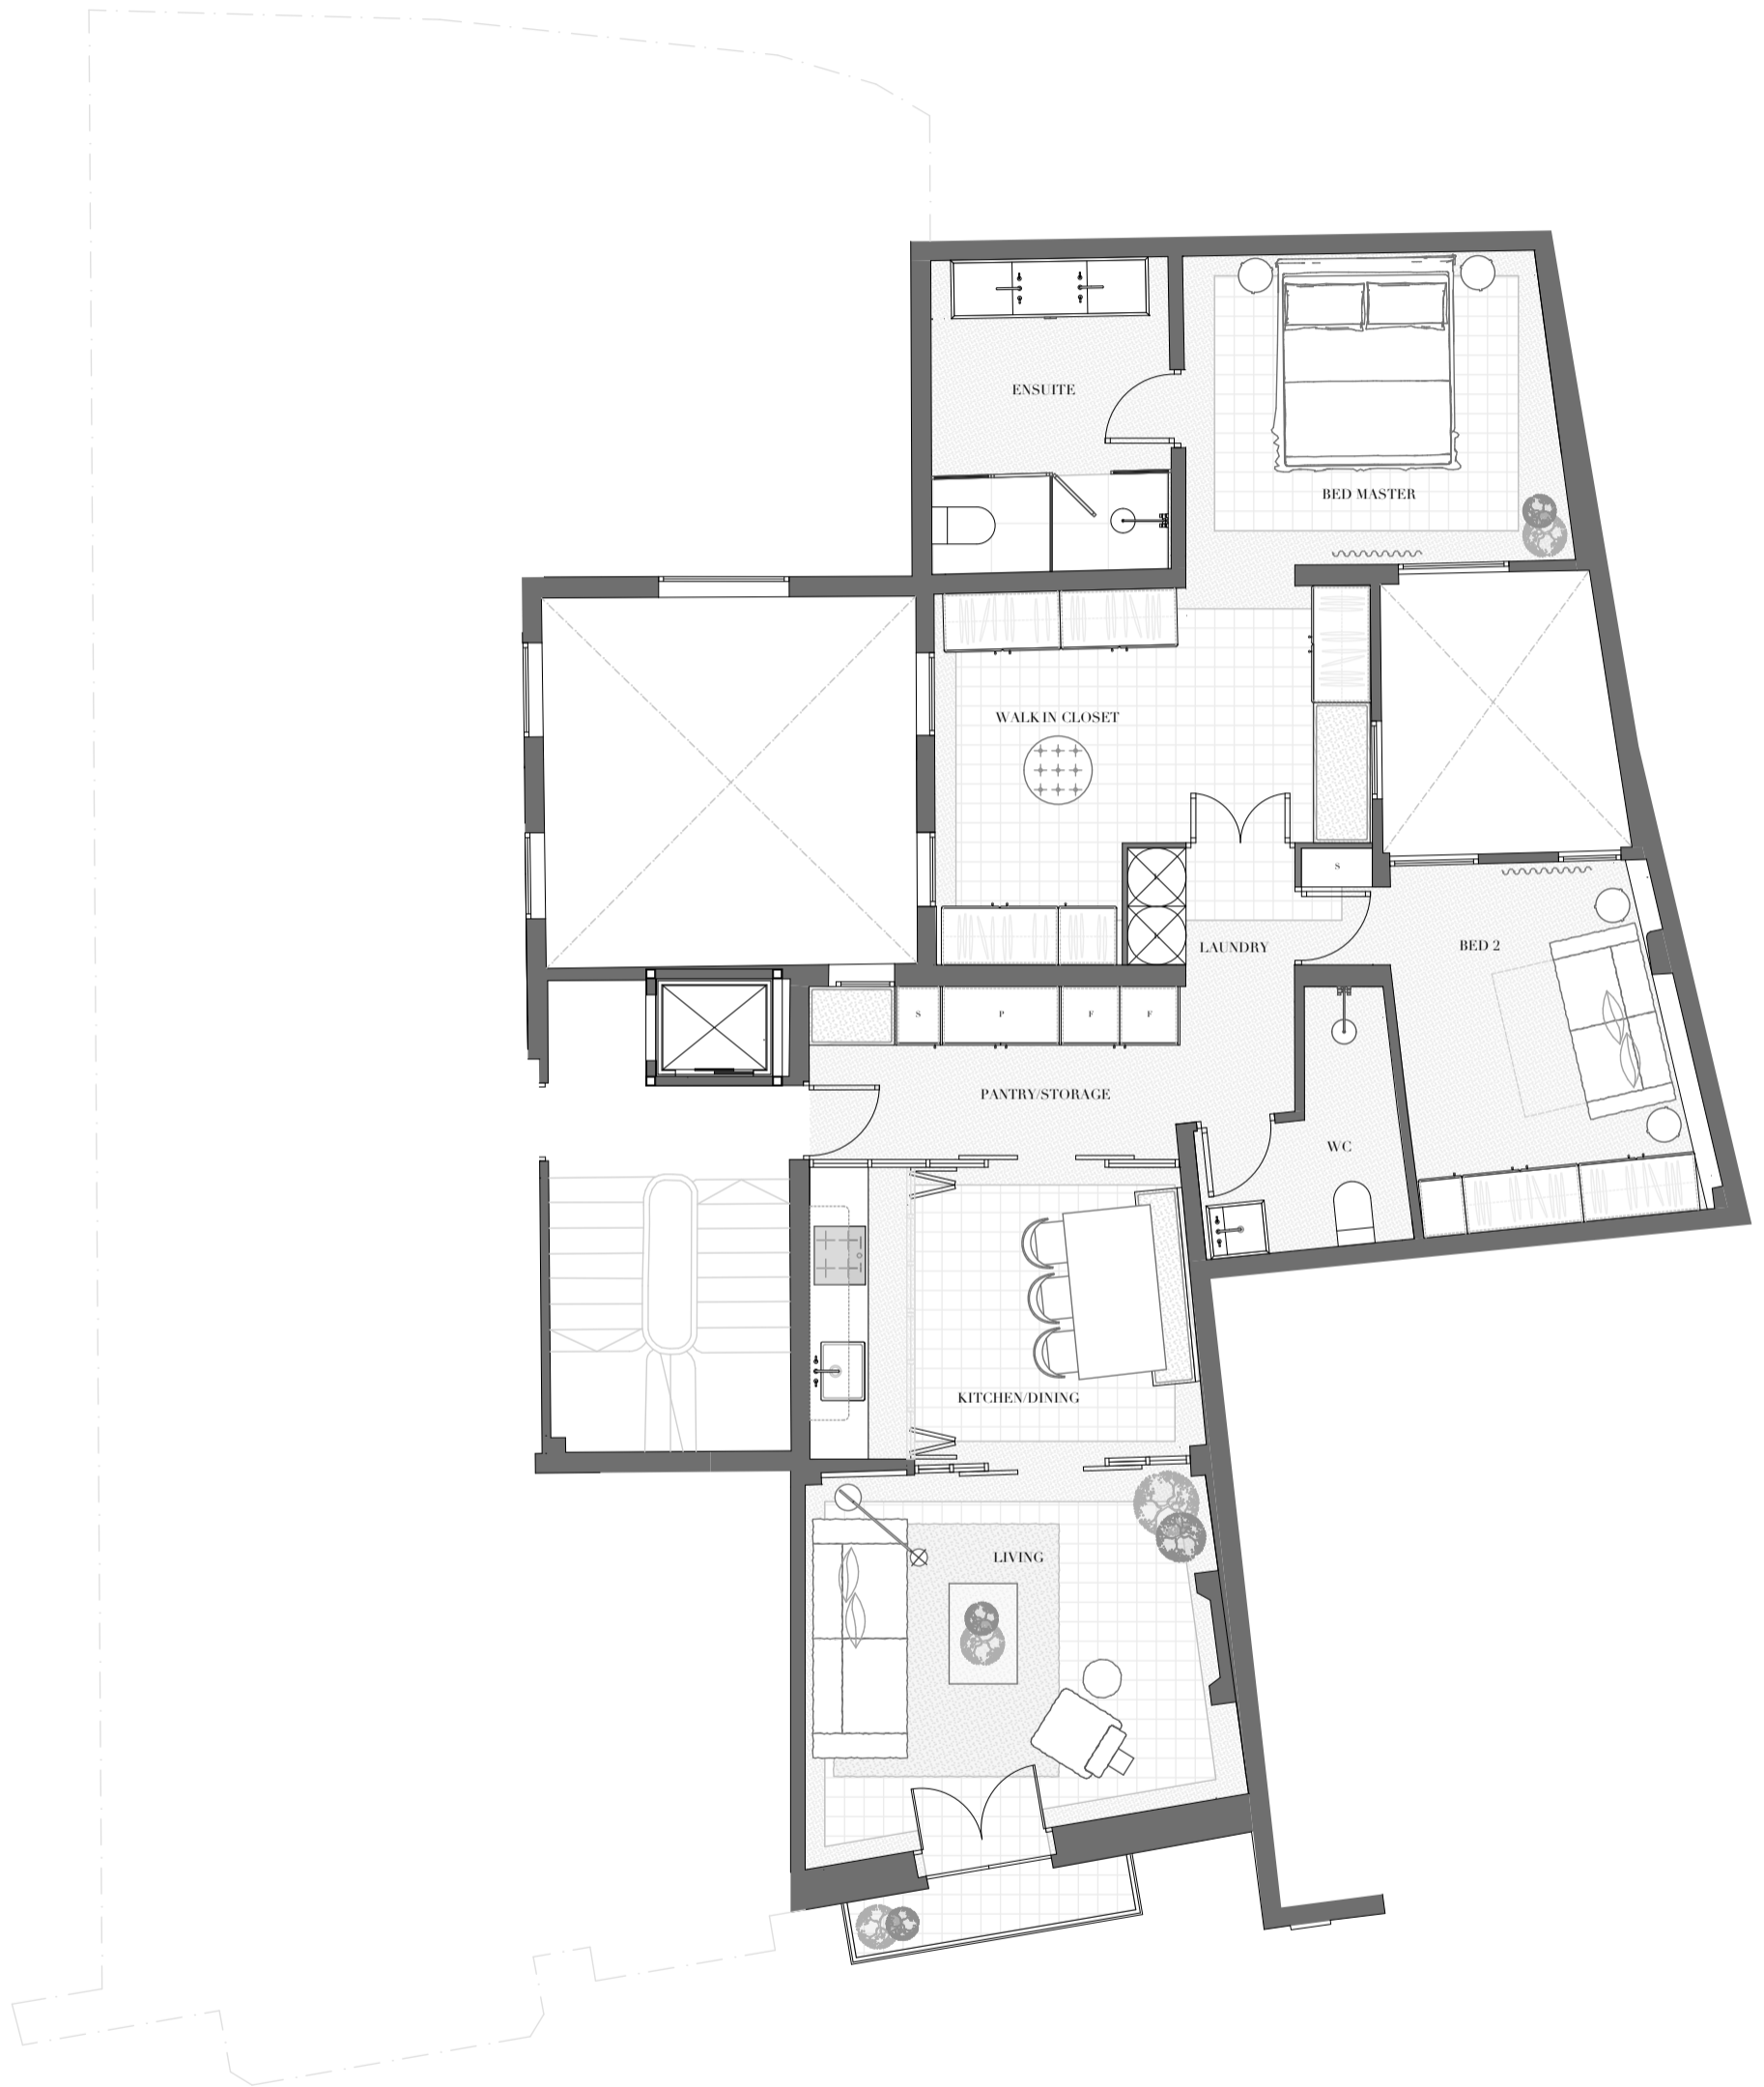 ENSUITE
BED MASTER
WALK IN CLOSET
S
LAUNDRY
BED 2
S
P
F
F
PANTRY/STORAGE
WC
KITCHEN/DINING
LIVING